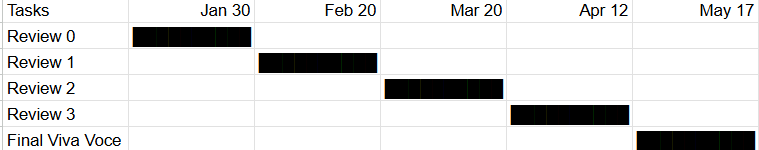 Tasks Jan 30 Feb 20 Mar 20 Apr 12 May 17
Review 0
Review 1
Review 2
Review 3
Final Viva Voce